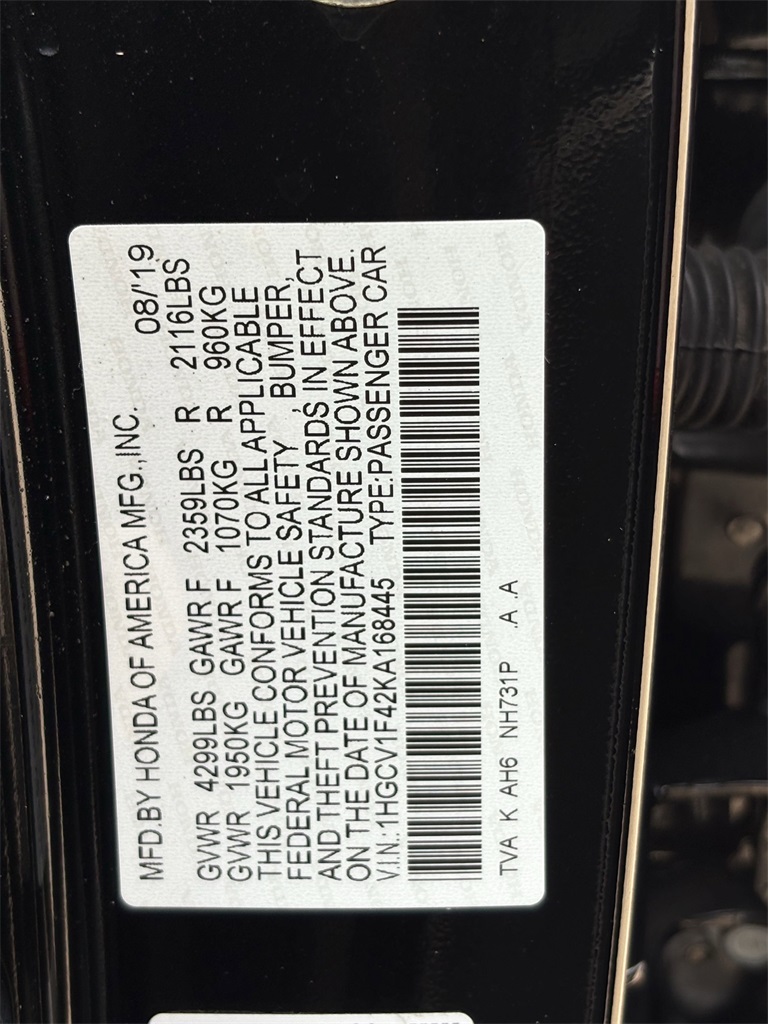 MFD.BY HONDA OF AMERICA MFG.,INC. 08/'19
GVWR 4299LBS GAWR F 2359LBS R 2116LBS
GVWR 1950KG GAWR F 1070KG R 960KG
THIS VEHICLE CONFORMS TO ALL APPLICABLE
FEDERAL MOTOR VEHICLE SAFETY , BUMPER,
AND THEFT PREVENTION STANDARDS IN EFFECT
ON THE DATE OF MANUFACTURE SHOWN ABOVE.
V.I.N.:1HGCV1F42KA168445 TYPE:PASSENGER CAR
TVA K AH6 NH731P .A .A